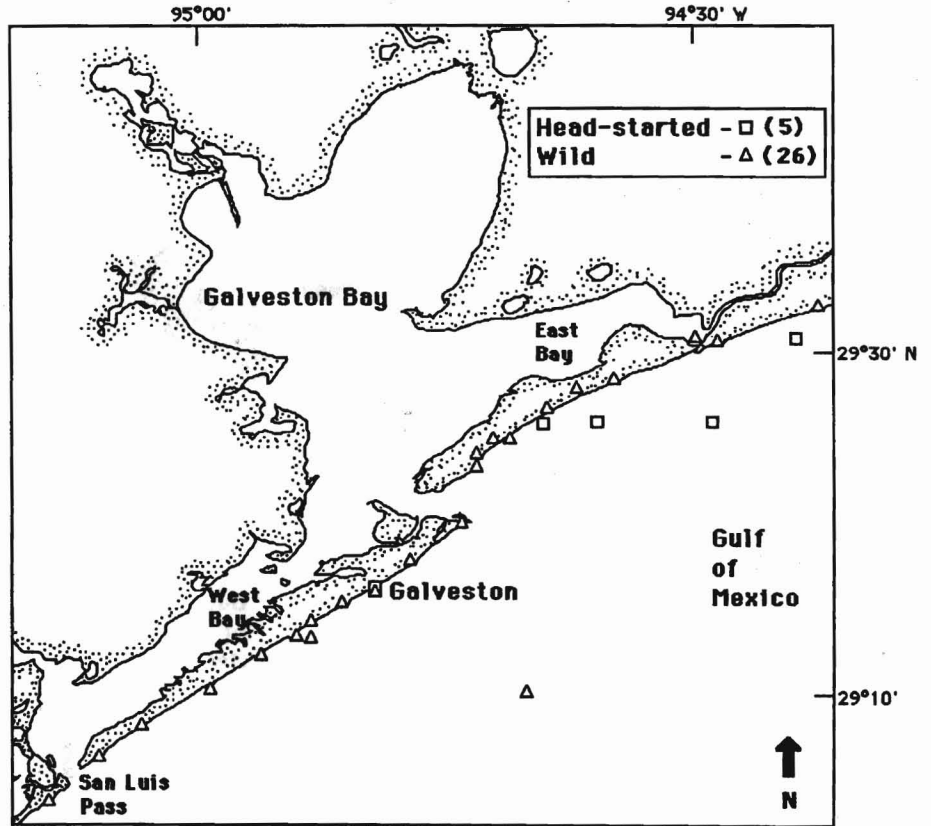 95°00' 94°30' W
Head-started - □ (5)
Wild - △ (26)
Galveston Bay
East
Bay
29°30' N
Gulf
of
Mexico
West
Bay
Galveston
29°10'
San Luis
Pass
N